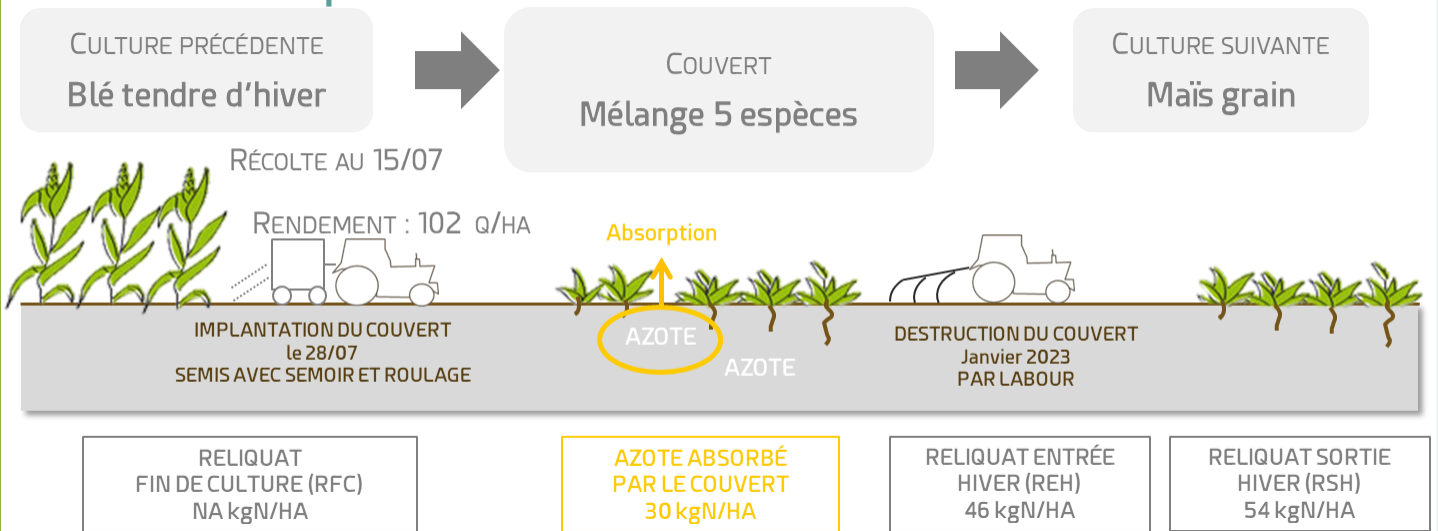 CULTURE PRÉCÉDENTE
Blé tendre d'hiver
COUVERT
Mélange 5 espèces
CULTURE SUIVANTE
Maïs grain
RÉCOLTE AU 15/07
RENDEMENT : 102 Q/HA
Absorption
IMPLANTATION DU COUVERT
le 28/07
SEMIS AVEC SEMOIR ET ROULAGE
AZOTE
AZOTE
DESTRUCTION DU COUVERT
Janvier 2023
PAR LABOUR
RELIQUAT
FIN DE CULTURE (RFC)
NA kgN/HA
AZOTE ABSORBÉ
PAR LE COUVERT
30 kgN/HA
RELIQUAT ENTRÉE
HIVER (REH)
46 kgN/HA
RELIQUAT SORTIE
HIVER (RSH)
54 kgN/HA